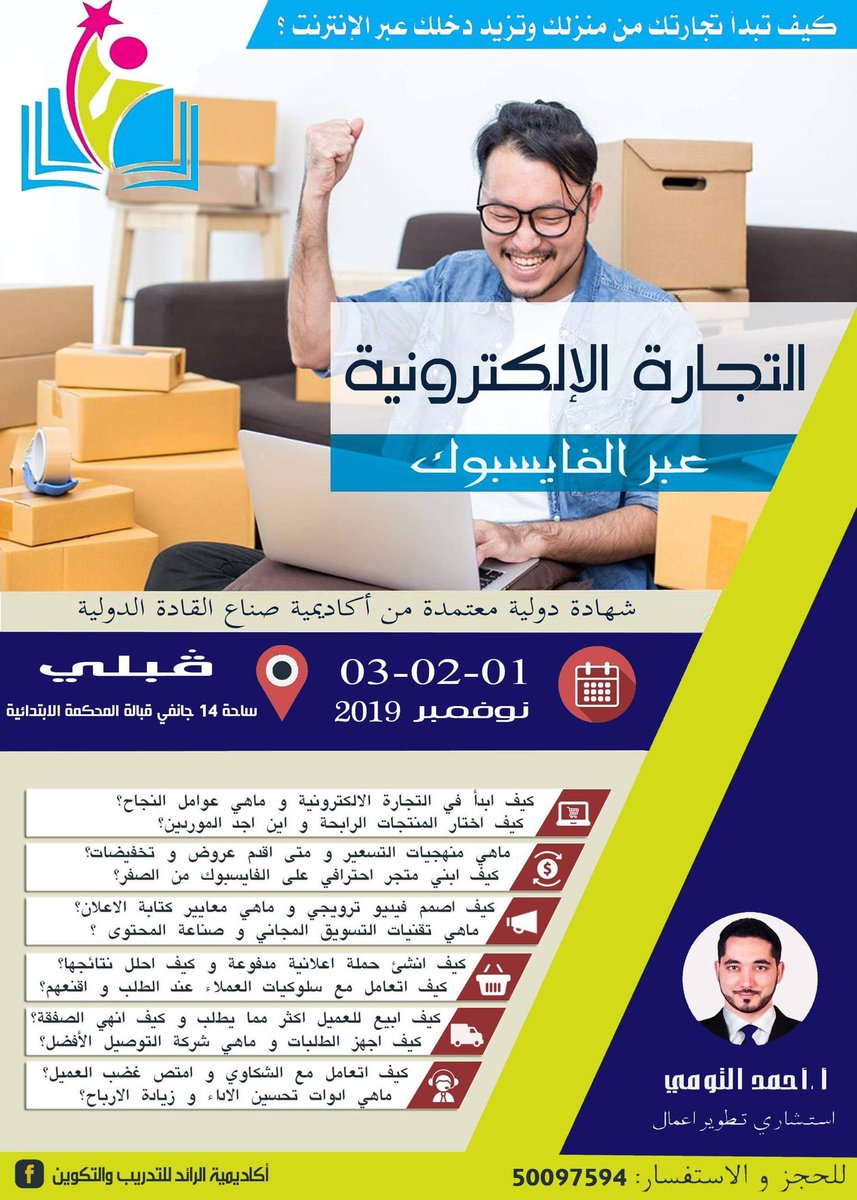 كيف تبدأ تجارتك من منزلك وتزيد دخلك عبر الإنترنت ؟
التجارة الإلكترونية
عبر الفايسبوك
شهادة دولية معتمدة من أكاديمية صناع القادة الدولية
03-02-01
نوفمبر 2019
ڨبلي
ساحة 14 جانفي قبالة المحكمة الابتدائية
كيف ابدأ في التجارة الالكترونية و ماهي عوامل النجاح؟
كيف اختار المنتجات الرابحة و اين اجد الموردين؟
ماهي منهجيات التسعير و متى اقدم عروض و تخفيضات؟
كيف ابني متجر احترافي على الفايسبوك من الصفر؟
كيف اصمم فيديو ترويجي و ماهي معايير كتابة الاعلان؟
ماهي تقنيات التسويق المجاني و صناعة المحتوى ؟
كيف انشئ حملة اعلانية مدفوعة و كيف احلل نتائجها؟
كيف اتعامل مع سلوكيات العملاء عند الطلب و اقنعهم؟
كيف ابيع للعميل اكثر مما يطلب و كيف انهي الصفقة؟
كيف اجهز الطلبات و ماهي شركة التوصيل الأفضل؟
كيف اتعامل مع الشكاوي و امتص غضب العميل؟
ماهي ادوات تحسين الاداء و زيادة الارباح؟
أ.أحمد التومي
استشاري تطوير اعمال
للحجز و الاستفسار: 50097594
أكاديمية الرائد للتدريب والتكوين